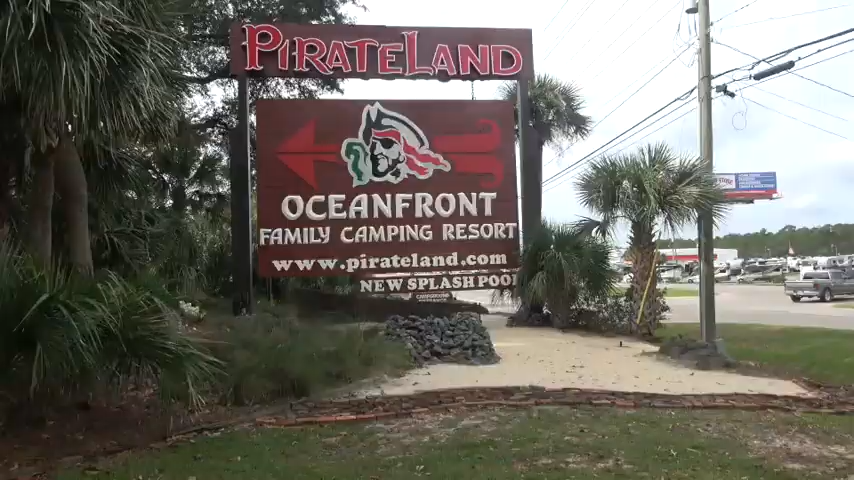 PIRATELAND
OCEANFRONT
FAMILY CAMPING RESORT
www.pirateland.com
NEW SPLASH POOL